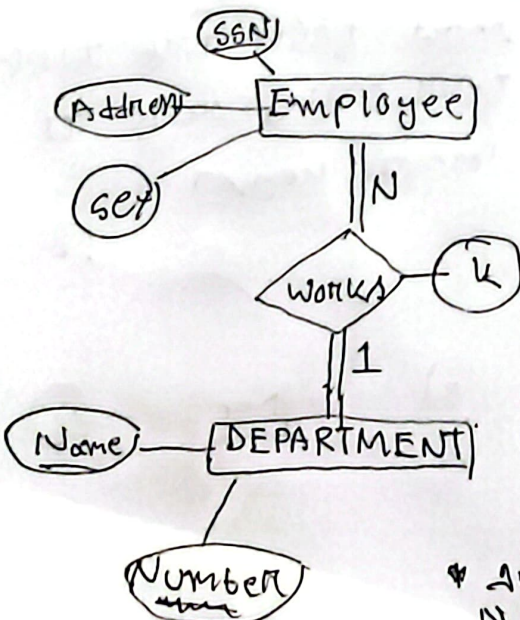 SSN
Address
Employee
Sex
N
works
K
1
Name
DEPARTMENT
Number